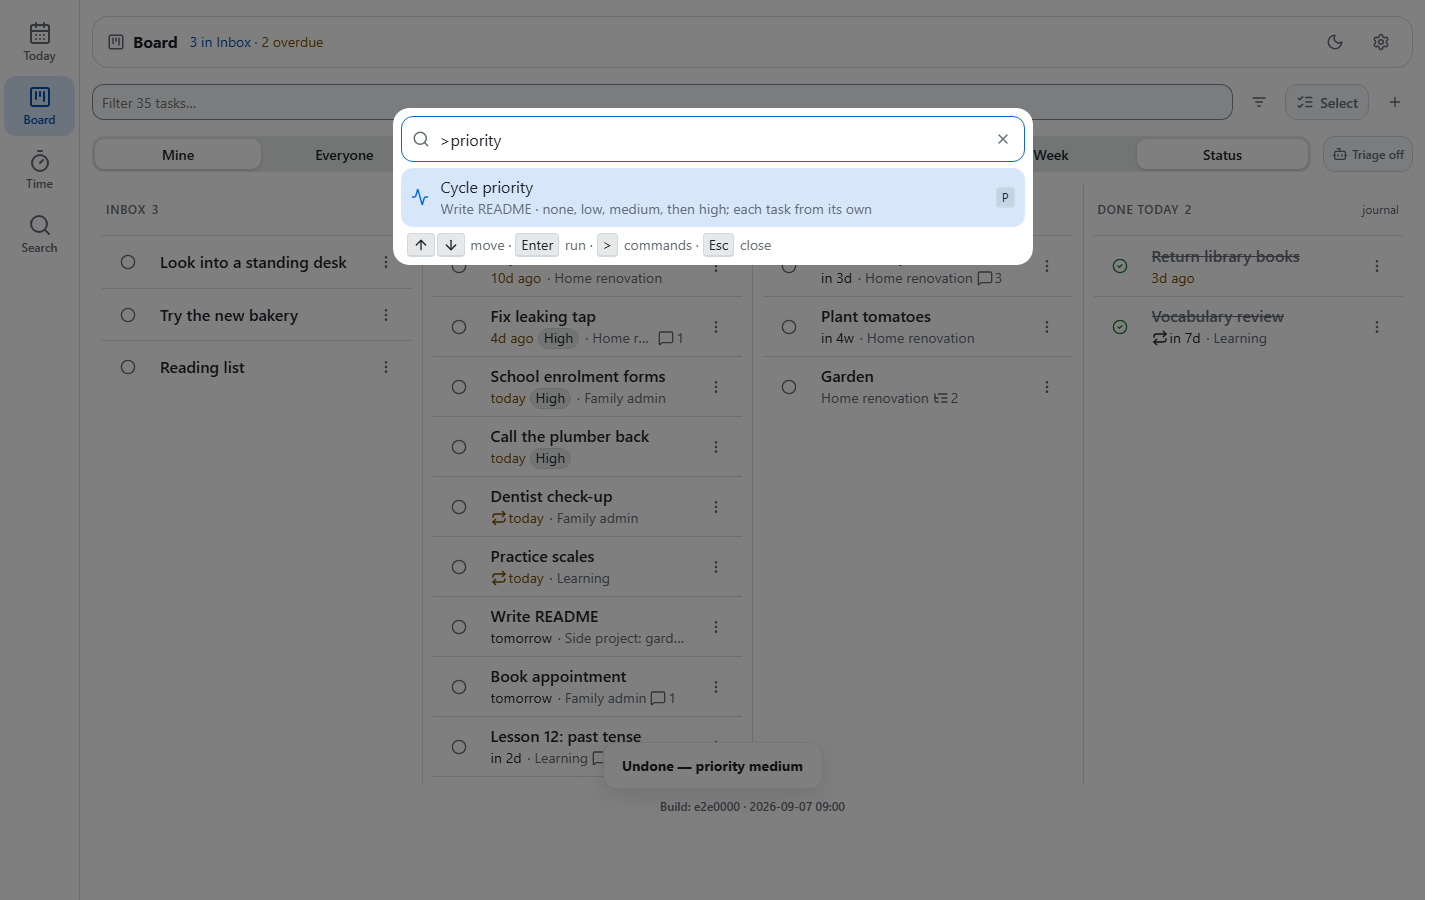 Today
Board
Time
Search
Board 3 in Inbox · 2 overdue
Filter 35 tasks...
Select
Mine
Everyone
Week
Status
Triage off
>priority
Cycle priority
P
Write README · none, low, medium, then high; each task from its own
↑ ↓ move · Enter run · > commands · Esc close
INBOX 3
Look into a standing desk
Try the new bakery
Reading list
10d ago · Home renovation
Fix leaking tap
4d ago High · Home r... 1
School enrolment forms
today High · Family admin
Call the plumber back
today High
Dentist check-up
today · Family admin
Practice scales
today · Learning
Write README
tomorrow · Side project: gard...
Book appointment
tomorrow · Family admin 1
Lesson 12: past tense
in 2d · Learning
in 3d · Home renovation 3
Plant tomatoes
in 4w · Home renovation
Garden
Home renovation 2
DONE TODAY 2
journal
Return library books
3d ago
Vocabulary review
in 7d · Learning
Undone — priority medium
Build: e2e0000 · 2026-09-07 09:00